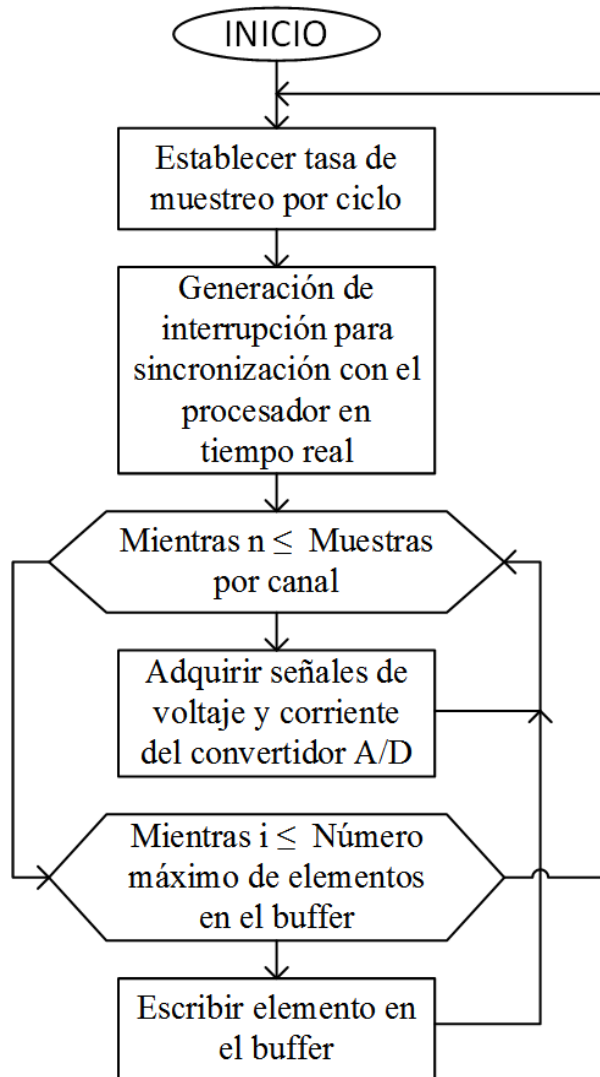 INICIO
Establecer tasa de
muestreo por ciclo
Generación de
interrupción para
sincronización con el
procesador en
tiempo real
Mientras n ≤ Muestras
por canal
Adquirir señales de
voltaje y corriente
del convertidor A/D
Mientras i ≤ Número
máximo de elementos
en el buffer
Escribir elemento en
el buffer